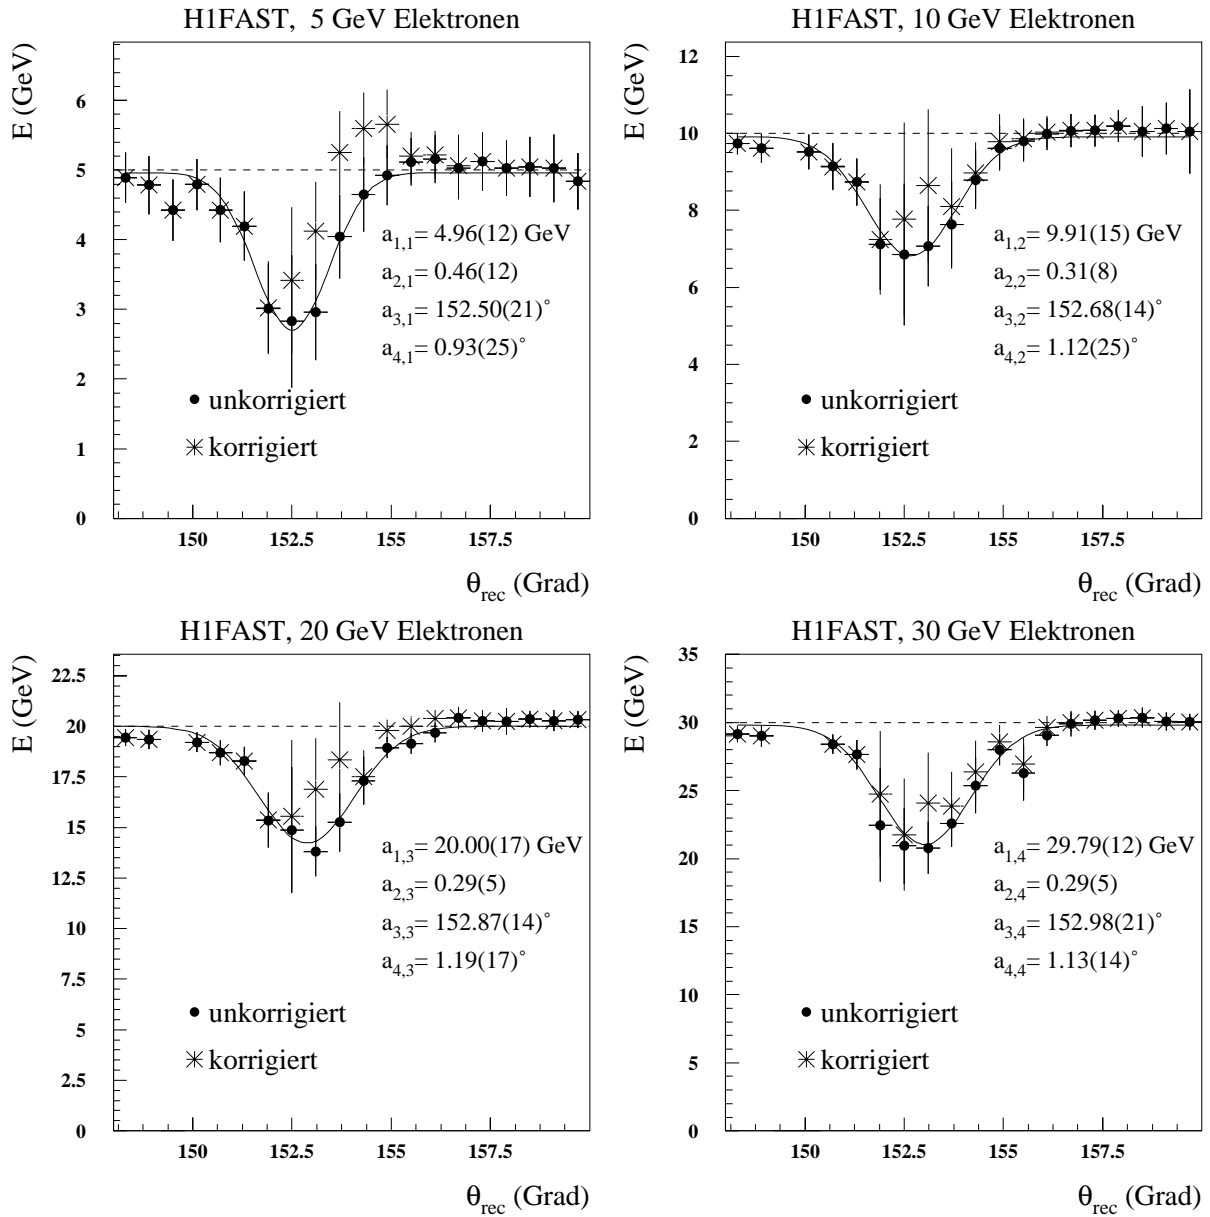 H1FAST, 5 GeV Elektronen
E (GeV)
6
5
4
3
2
1
0
a1,1= 4.96(12) GeV
a2,1= 0.46(12)
a3,1= 152.50(21)°
a4,1= 0.93(25)°
● unkorrigiert
✳ korrigiert
150 152.5 155 157.5
θrec (Grad)
H1FAST, 10 GeV Elektronen
E (GeV)
12
10
8
6
4
2
0
a1,2= 9.91(15) GeV
a2,2= 0.31(8)
a3,2= 152.68(14)°
a4,2= 1.12(25)°
● unkorrigiert
✳ korrigiert
150 152.5 155 157.5
θrec (Grad)
H1FAST, 20 GeV Elektronen
E (GeV)
22.5
20
17.5
15
12.5
10
7.5
5
2.5
0
a1,3= 20.00(17) GeV
a2,3= 0.29(5)
a3,3= 152.87(14)°
a4,3= 1.19(17)°
● unkorrigiert
✳ korrigiert
150 152.5 155 157.5
θrec (Grad)
H1FAST, 30 GeV Elektronen
E (GeV)
35
30
25
20
15
10
5
0
a1,4= 29.79(12) GeV
a2,4= 0.29(5)
a3,4= 152.98(21)°
a4,4= 1.13(14)°
● unkorrigiert
✳ korrigiert
150 152.5 155 157.5
θrec (Grad)